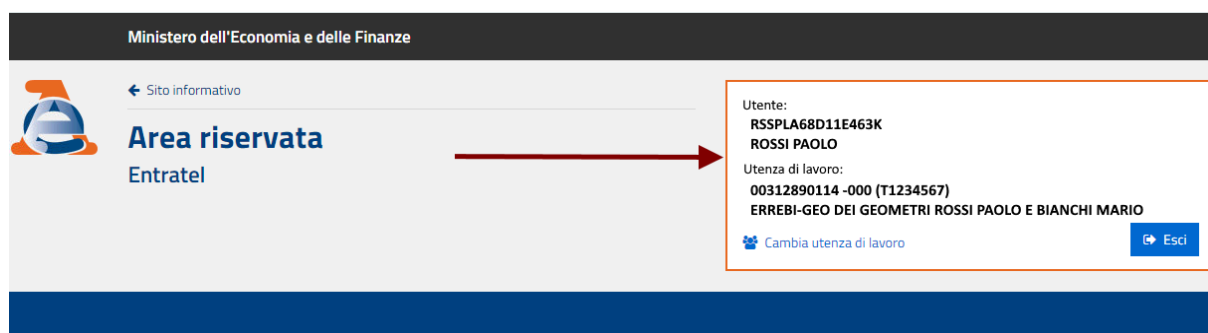 Ministero dell'Economia e delle Finanze
Sito informativo
Area riservata
Entratel
Utente:
RSSPLA68D11E463K
ROSSI PAOLO
Utenza di lavoro:
00312890114 -000 (T1234567)
ERREBI-GEO DEI GEOMETRI ROSSI PAOLO E BIANCHI MARIO
Cambia utenza di lavoro
Esci